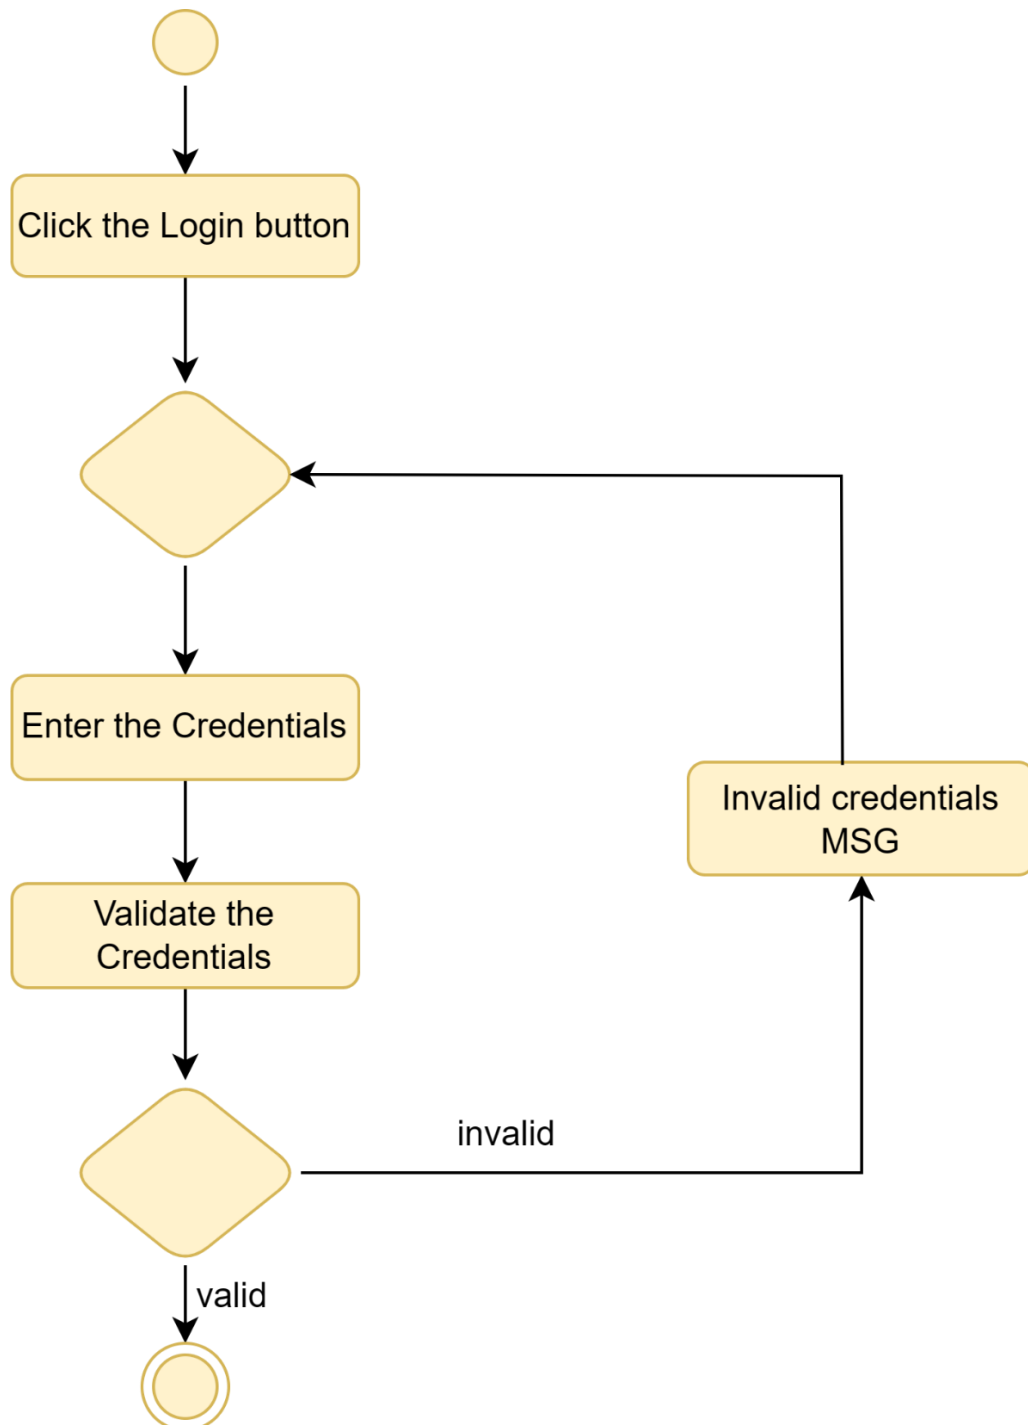 Click the Login button
Enter the Credentials
Invalid credentials
MSG
Validate the
Credentials
invalid
valid